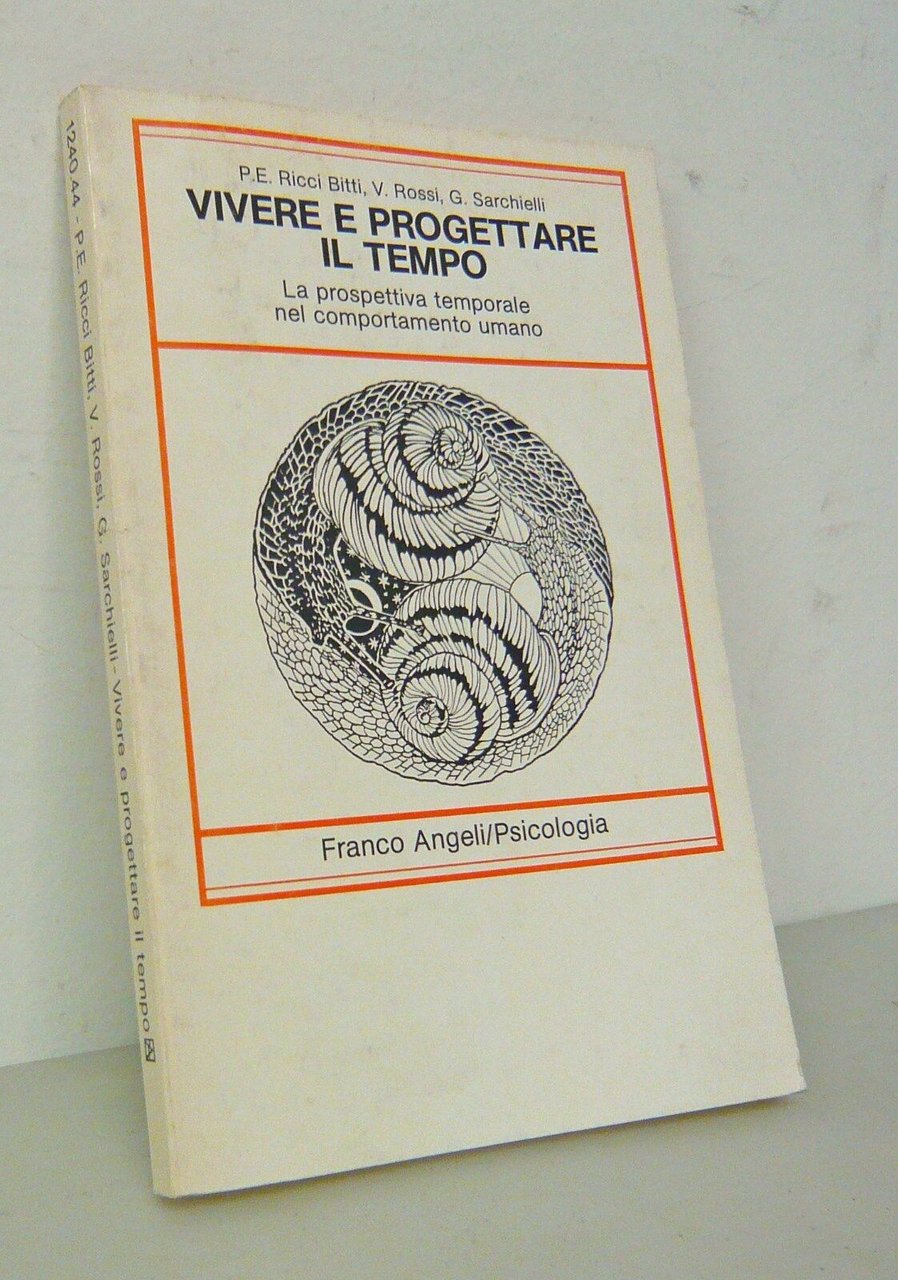 P.E. Ricci Bitti, V. Rossi, G. Sarchielli
VIVERE E PROGETTARE
IL TEMPO
La prospettiva temporale
nel comportamento umano
Franco Angeli/Psicologia
1240.44 - P.E. Ricci Bitti, V. Rossi, G. Sarchielli - Vivere e progettare il tempo